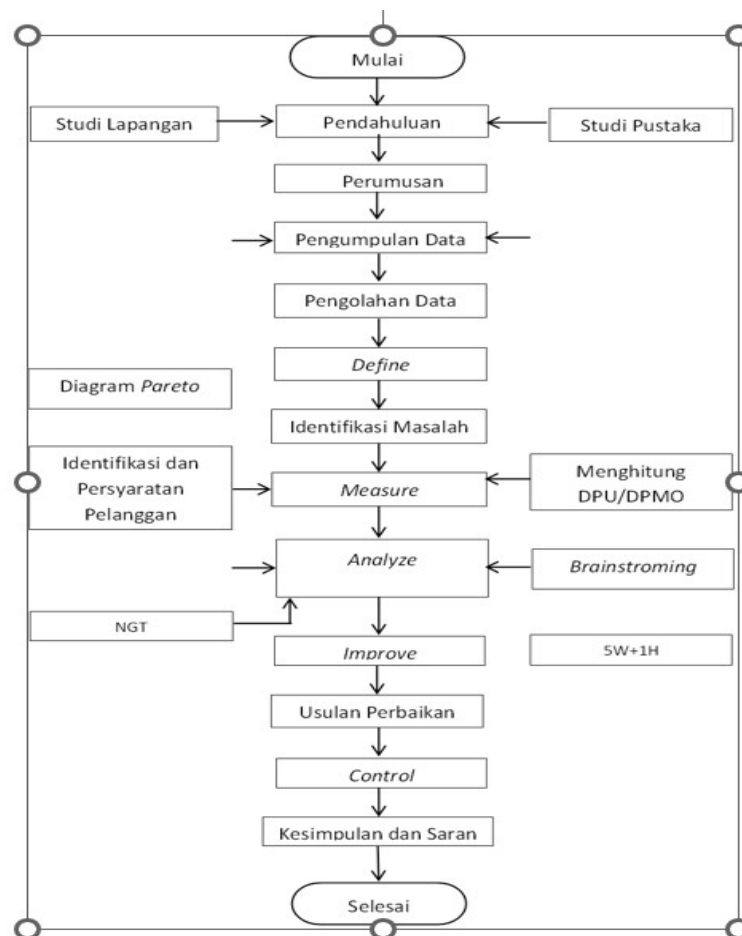 Mulai
Studi Lapangan
Pendahuluan
Studi Pustaka
Perumusan
Pengumpulan Data
Pengolahan Data
Define
Diagram Pareto
Identifikasi Masalah
Identifikasi dan
Persyaratan
Pelanggan
Measure
Menghitung
DPU/DPMO
Analyze
Brainstroming
NGT
Improve
5W+1H
Usulan Perbaikan
Control
Kesimpulan dan Saran
Selesai